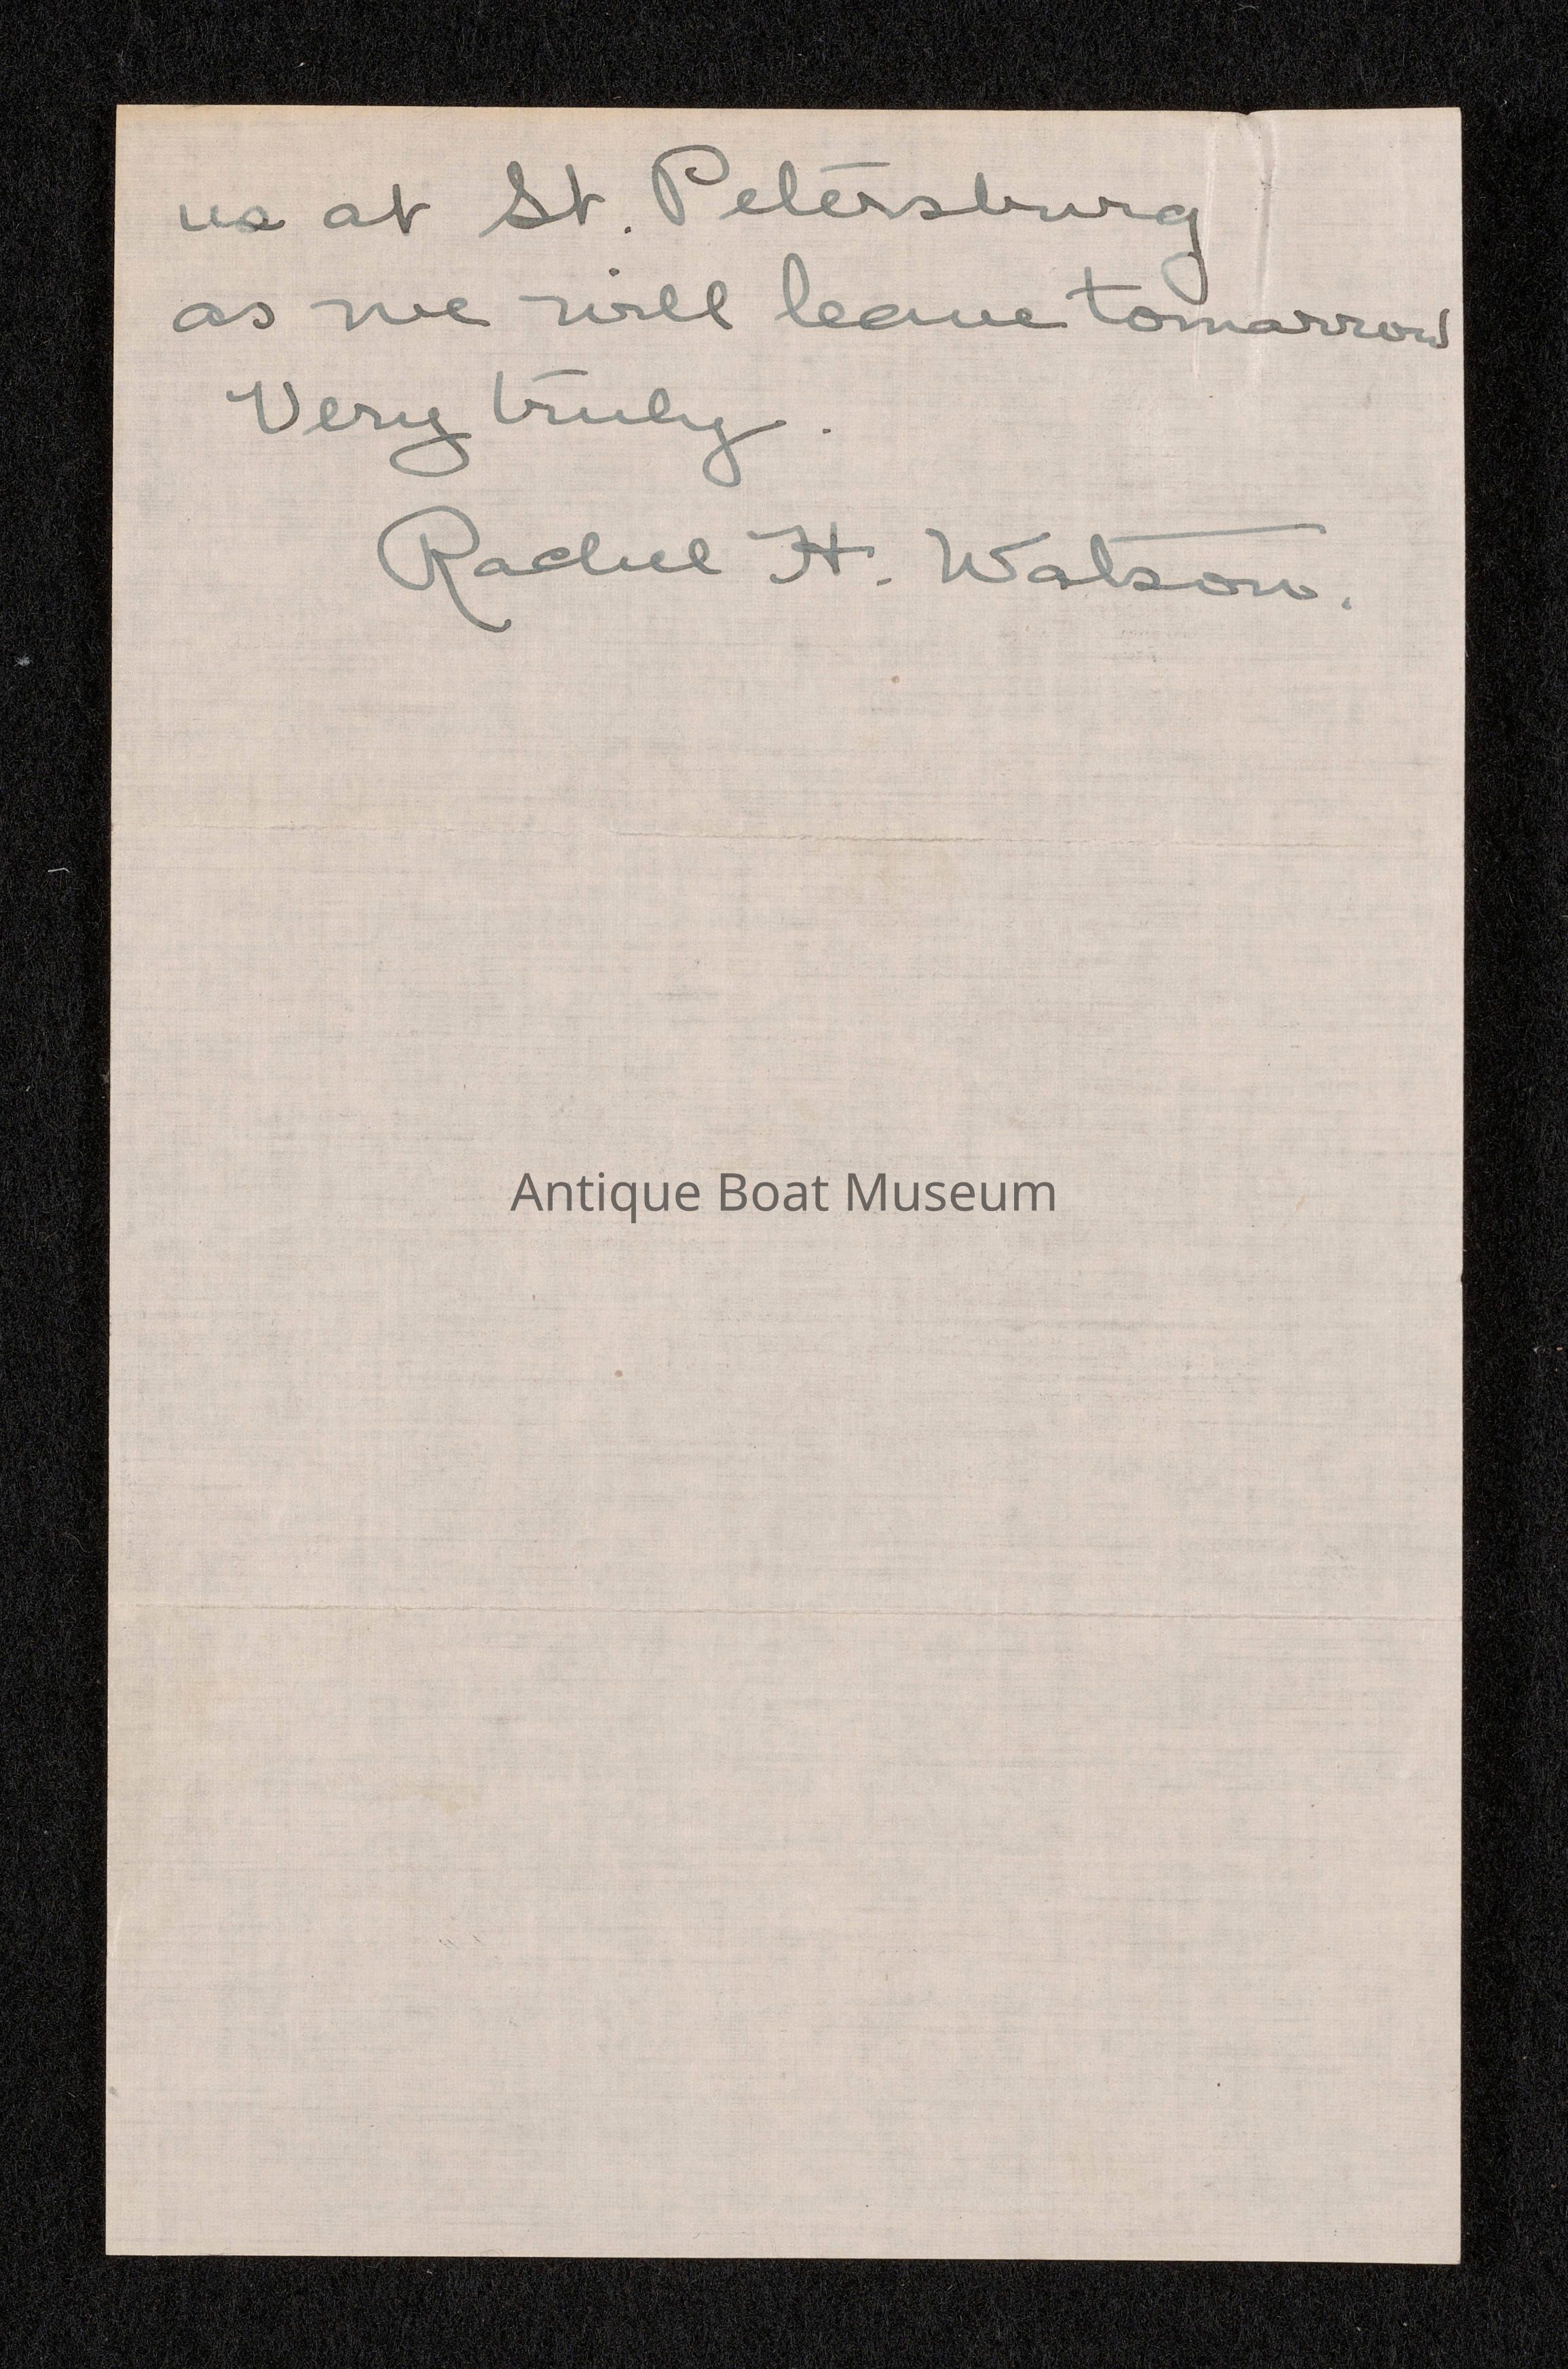 us at St. Petersburg
as we will leave tomorrow
Very truly.
Rachel H. Watson.
Antique Boat Museum